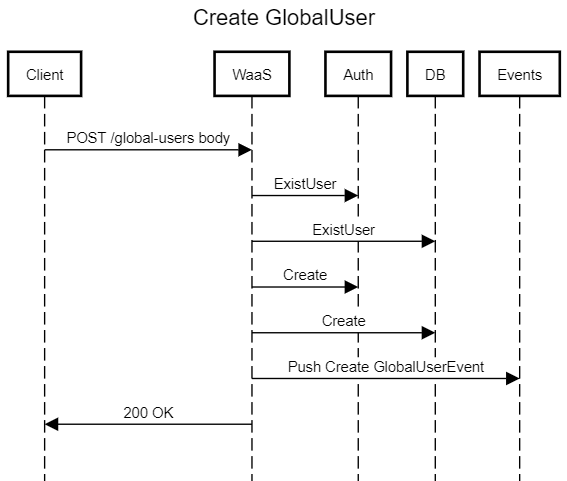 Create GlobalUser
Client
WaaS
Auth
DB
Events
POST /global-users body
ExistUser
ExistUser
Create
Create
Push Create GlobalUserEvent
200 OK